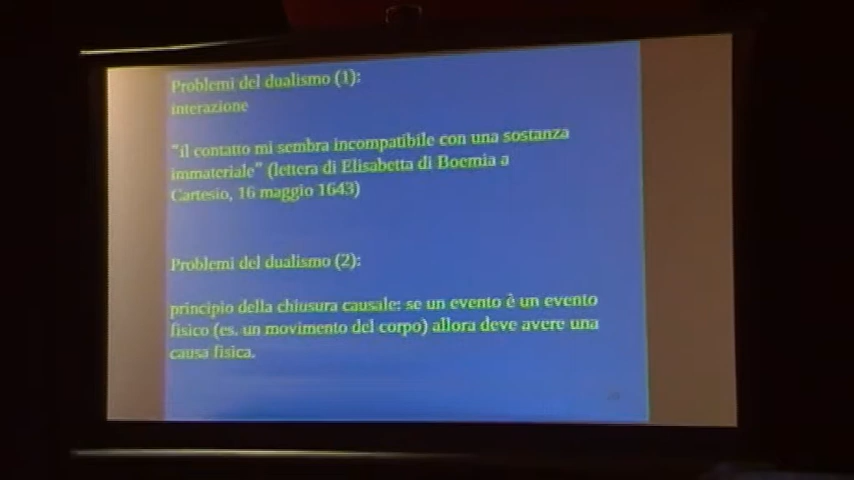 Problemi del dualismo (1):
interazione
"il contatto mi sembra incompatibile con una sostanza
immateriale" (lettera di Elisabetta di Boemia a
Cartesio, 16 maggio 1643)
Problemi del dualismo (2):
principio della chiusura causale: se un evento è un evento
fisico (es. un movimento del corpo) allora deve avere una
causa fisica.